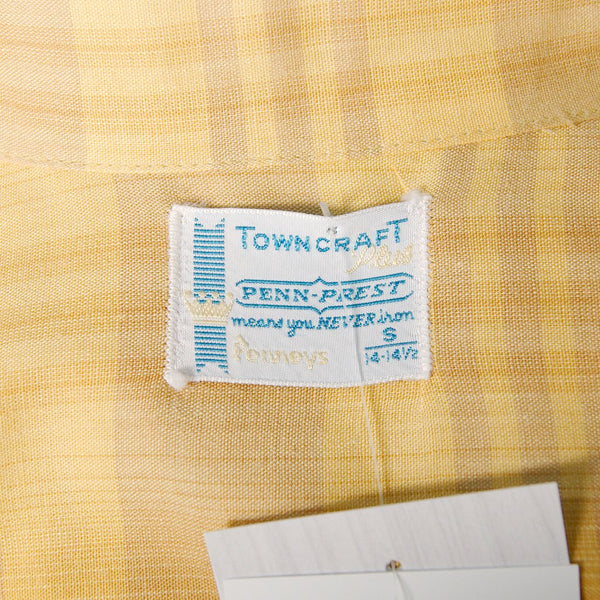 TOWNCRAFT
Plus
PENN-PREST
means you NEVER iron
Penneys
S
14-14½